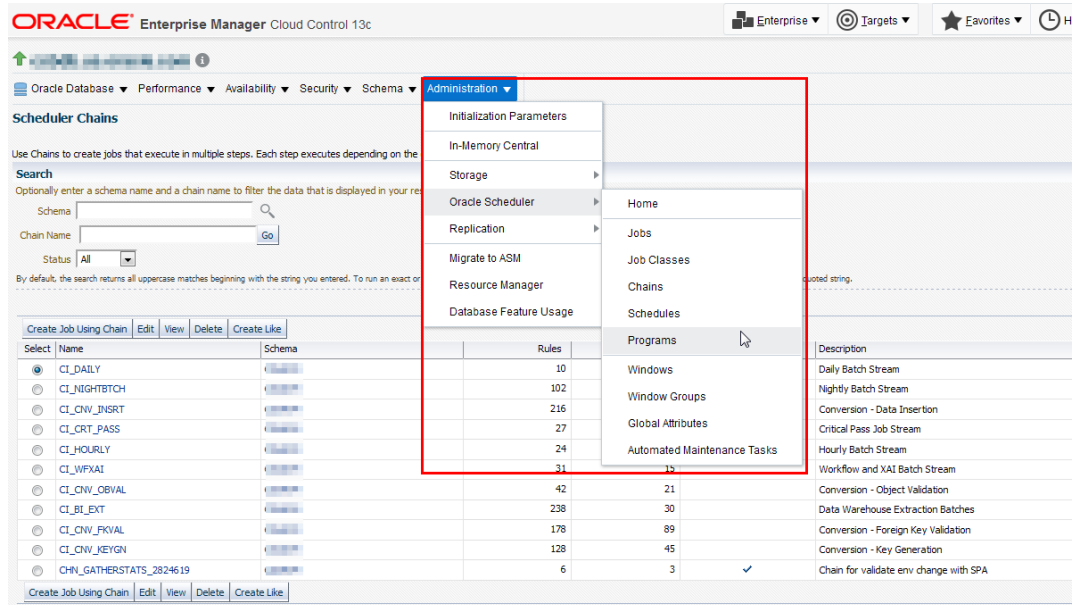 ORACLE® Enterprise Manager Cloud Control 13c
Enterprise Targets Favorites H
Oracle Database Performance Availability Security Schema Administration
Scheduler Chains
Initialization Parameters
In-Memory Central
Storage
Oracle Scheduler
Replication
Migrate to ASM
Resource Manager
Database Feature Usage
Home
Jobs
Job Classes
Chains
Schedules
Programs
Windows
Window Groups
Global Attributes
Automated Maintenance Tasks
Use Chains to create jobs that execute in multiple steps. Each step executes depending on the
Search
Optionally enter a schema name and a chain name to filter the data that is displayed in your res
Schema
Chain Name Go
Status All
By default, the search returns all uppercase matches beginning with the string you entered. To run an exact or quoted string.
Create Job Using Chain Edit View Delete Create Like
Select Name Schema Rules Description
CI_DAILY 10 Daily Batch Stream
CI_NIGHTBTCH 102 Nightly Batch Stream
CI_CNV_INSRT 216 Conversion - Data Insertion
CI_CRT_PASS 27 Critical Pass Job Stream
CI_HOURLY 24 Hourly Batch Stream
CI_WFXAI 31 15 Workflow and XAI Batch Stream
CI_CNV_OBVAL 42 21 Conversion - Object Validation
CI_BI_EXT 238 30 Data Warehouse Extraction Batches
CI_CNV_FKVAL 178 89 Conversion - Foreign Key Validation
CI_CNV_KEYGN 128 45 Conversion - Key Generation
CHN_GATHERSTATS_2824619 6 3 Chain for validate env change with SPA
Create Job Using Chain Edit View Delete Create Like